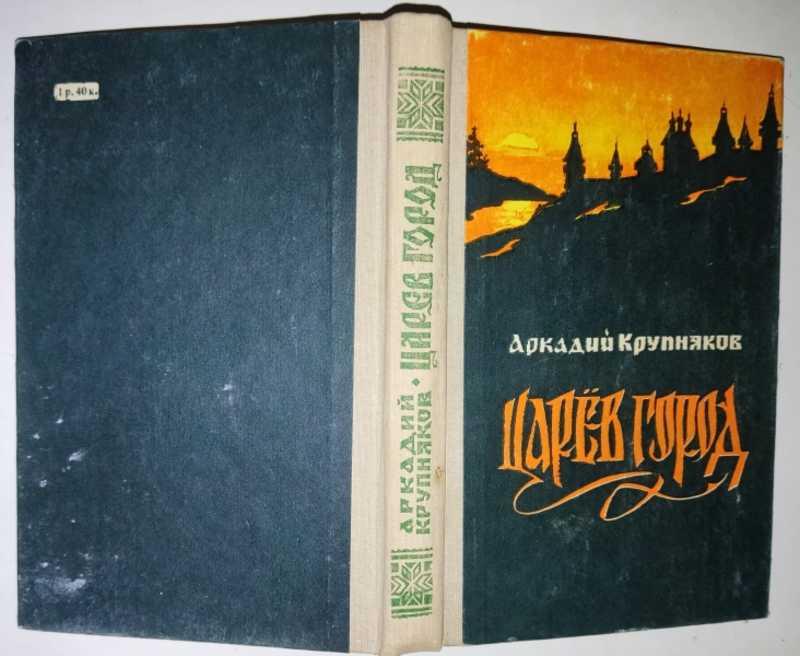 1 р. 40 к.
АРКАДИЙ
КРУПНЯКОВ
•
ЦАРЕВ ГОРОД
Аркадий Крупняков
ЦАРЁВ ГОРОД